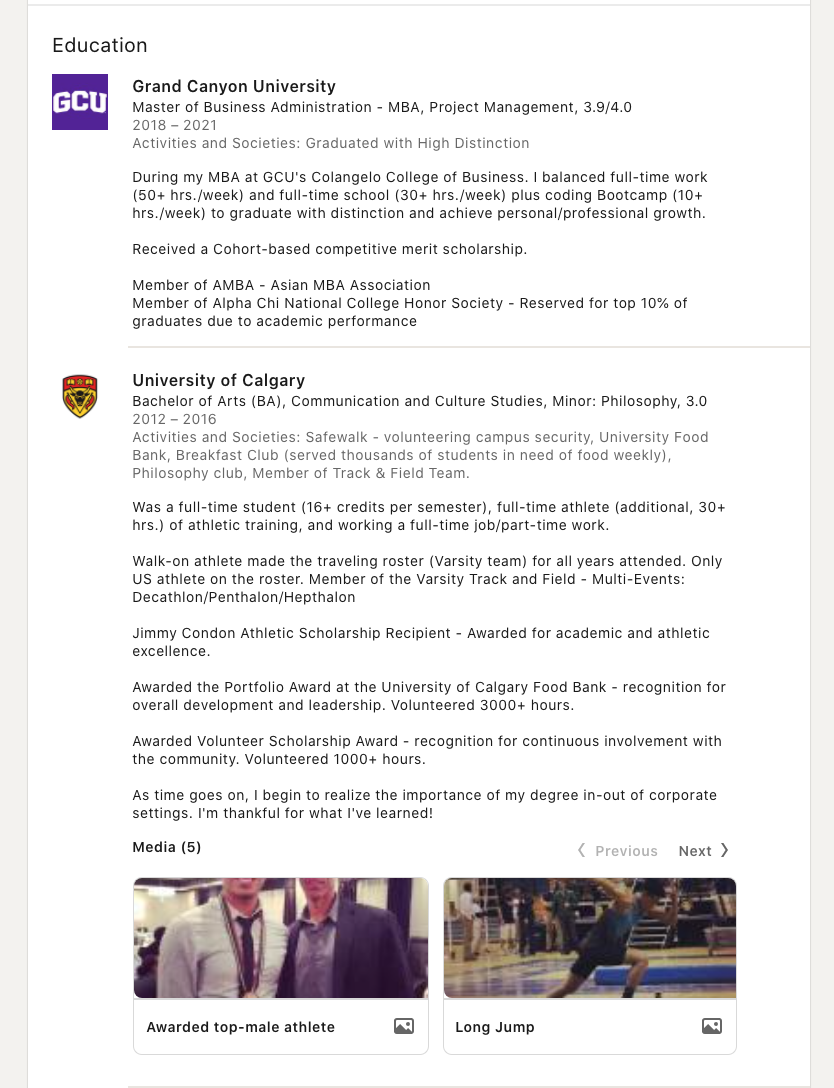 Education
GCU
Grand Canyon University
Master of Business Administration - MBA, Project Management, 3.9/4.0
2018 – 2021
Activities and Societies: Graduated with High Distinction
During my MBA at GCU's Colangelo College of Business. I balanced full-time work
(50+ hrs./week) and full-time school (30+ hrs./week) plus coding Bootcamp (10+
hrs./week) to graduate with distinction and achieve personal/professional growth.
Received a Cohort-based competitive merit scholarship.
Member of AMBA - Asian MBA Association
Member of Alpha Chi National College Honor Society - Reserved for top 10% of
graduates due to academic performance
University of Calgary
Bachelor of Arts (BA), Communication and Culture Studies, Minor: Philosophy, 3.0
2012 – 2016
Activities and Societies: Safewalk - volunteering campus security, University Food
Bank, Breakfast Club (served thousands of students in need of food weekly),
Philosophy club, Member of Track & Field Team.
Was a full-time student (16+ credits per semester), full-time athlete (additional, 30+
hrs.) of athletic training, and working a full-time job/part-time work.
Walk-on athlete made the traveling roster (Varsity team) for all years attended. Only
US athlete on the roster. Member of the Varsity Track and Field - Multi-Events:
Decathlon/Penthalon/Hepthalon
Jimmy Condon Athletic Scholarship Recipient - Awarded for academic and athletic
excellence.
Awarded the Portfolio Award at the University of Calgary Food Bank - recognition for
overall development and leadership. Volunteered 3000+ hours.
Awarded Volunteer Scholarship Award - recognition for continuous involvement with
the community. Volunteered 1000+ hours.
As time goes on, I begin to realize the importance of my degree in-out of corporate
settings. I'm thankful for what I've learned!
Media (5)
Previous Next
Awarded top-male athlete
Long Jump